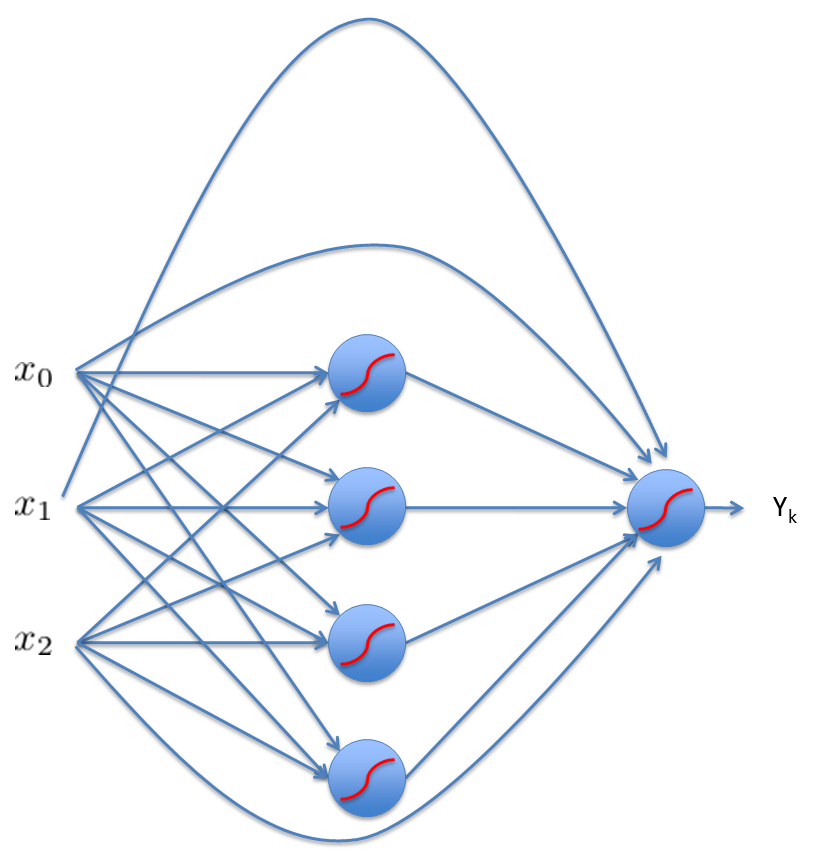 x₀
x₁
Yₖ
x₂